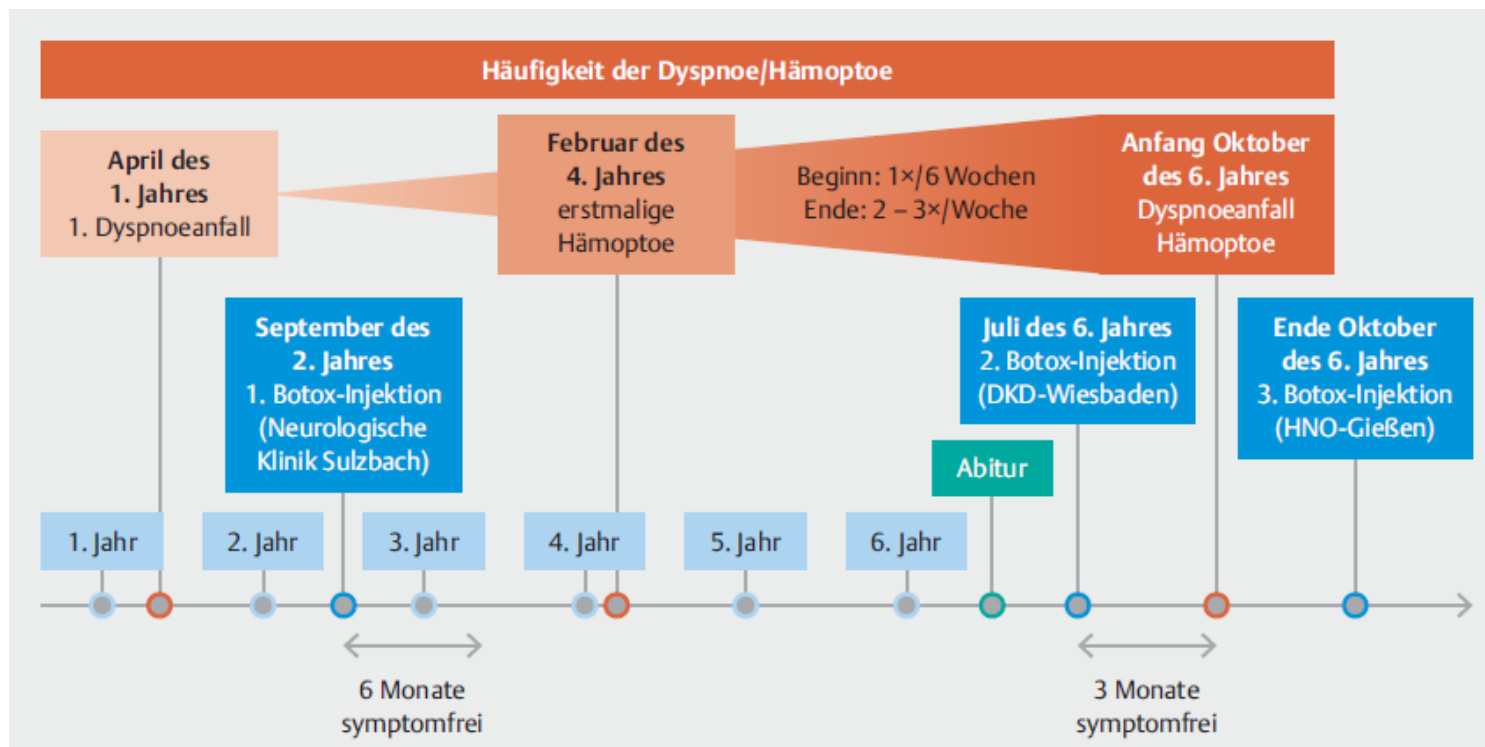 Häufigkeit der Dyspnoe/Hämoptoe
April des
1. Jahres
1. Dyspnoeanfall
Februar des
4. Jahres
erstmalige
Hämoptoe
Beginn: 1×/6 Wochen
Ende: 2 – 3×/Woche
Anfang Oktober
des 6. Jahres
Dyspnoeanfall
Hämoptoe
September des
2. Jahres
1. Botox-Injektion
(Neurologische
Klinik Sulzbach)
Juli des 6. Jahres
2. Botox-Injektion
(DKD-Wiesbaden)
Ende Oktober
des 6. Jahres
3. Botox-Injektion
(HNO-Gießen)
Abitur
1. Jahr
2. Jahr
3. Jahr
4. Jahr
5. Jahr
6. Jahr
6 Monate
symptomfrei
3 Monate
symptomfrei